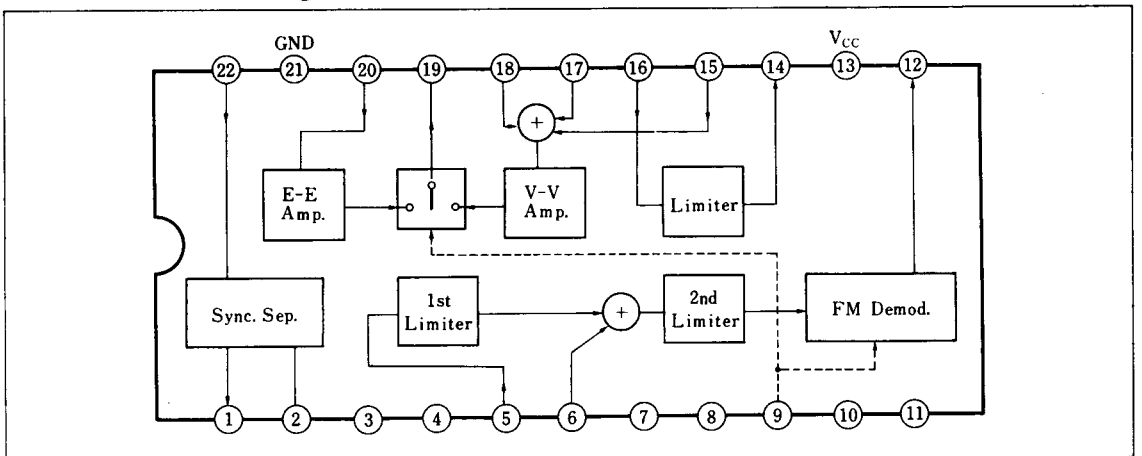 GND
V_CC
22 21 20 19 18 17 16 15 14 13 12
+
E-E
Amp.
V-V
Amp.
Limiter
Sync. Sep.
1st
Limiter
+
2nd
Limiter
FM Demod.
1 2 3 4 5 6 7 8 9 10 11